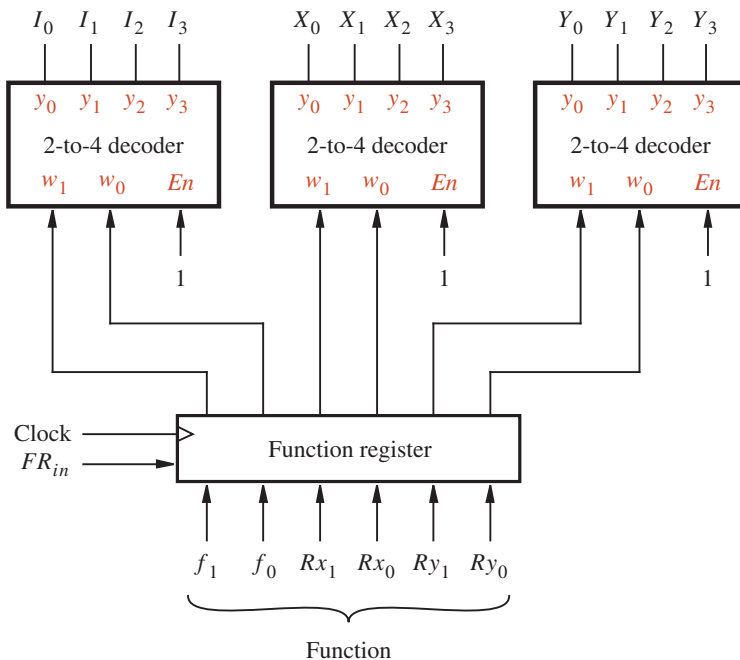 I0 I1 I2 I3 X0 X1 X2 X3 Y0 Y1 Y2 Y3
y0 y1 y2 y3 y0 y1 y2 y3 y0 y1 y2 y3
2-to-4 decoder 2-to-4 decoder 2-to-4 decoder
w1 w0 En w1 w0 En w1 w0 En
1 1 1
Clock
Function register
FRin
f1 f0 Rx1 Rx0 Ry1 Ry0
Function